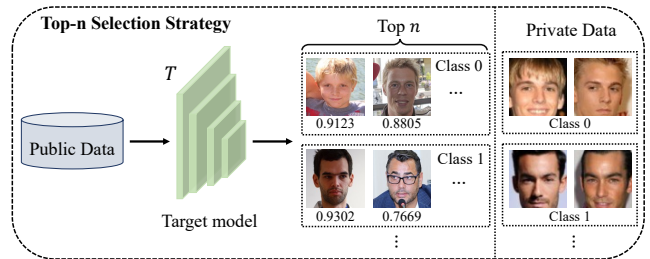 Top-n Selection Strategy
Top n
Private Data
T
Public Data
Target model
Class 0
...
0.9123
0.8805
Class 1
...
0.9302
0.7669
⋮
Class 0
Class 1
⋮